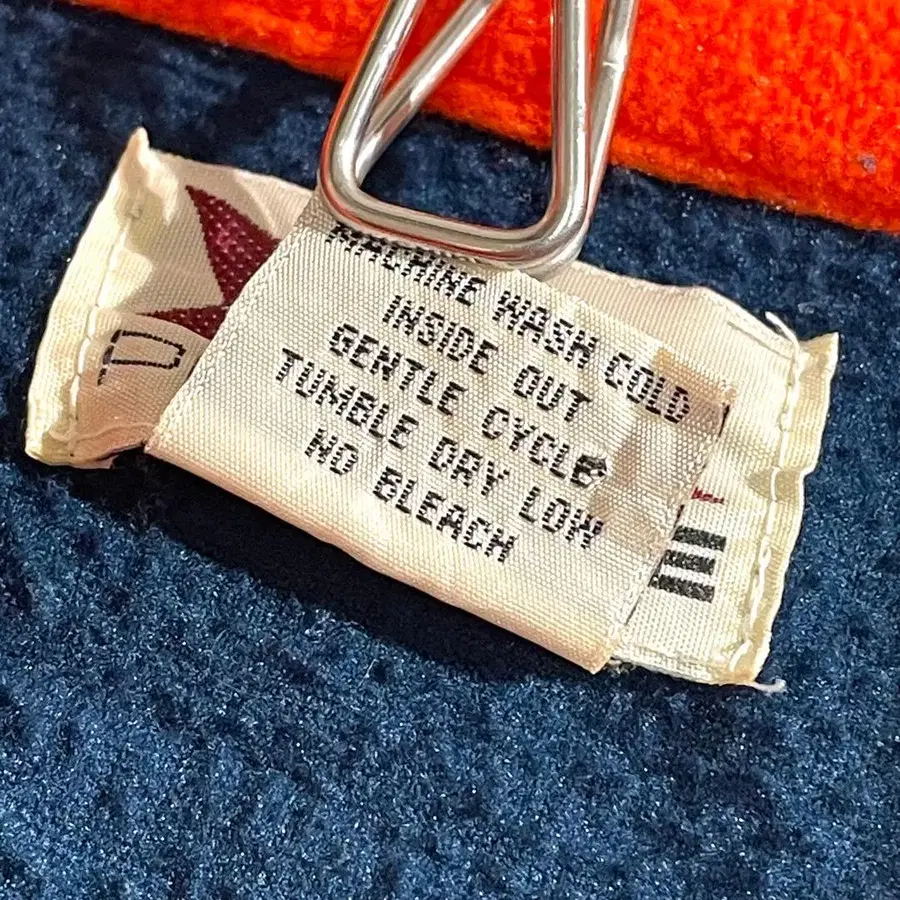 MACHINE WASH COLD
INSIDE OUT
GENTLE CYCLE
TUMBLE DRY LOW
NO BLEACH